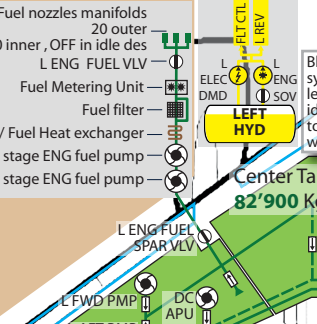 Fuel nozzles manifolds
20 outer
0 inner , OFF in idle des
L ENG FUEL VLV
Fuel Metering Unit
Fuel filter
/ Fuel Heat exchanger
stage ENG fuel pump
stage ENG fuel pump
FLT CTL
L REV
L
ELEC
DMD
L
ENG
SOV
LEFT
HYD
Center Ta
82'900 K
L ENG FUEL
SPAR VLV
L FWD PMP
DC
APU